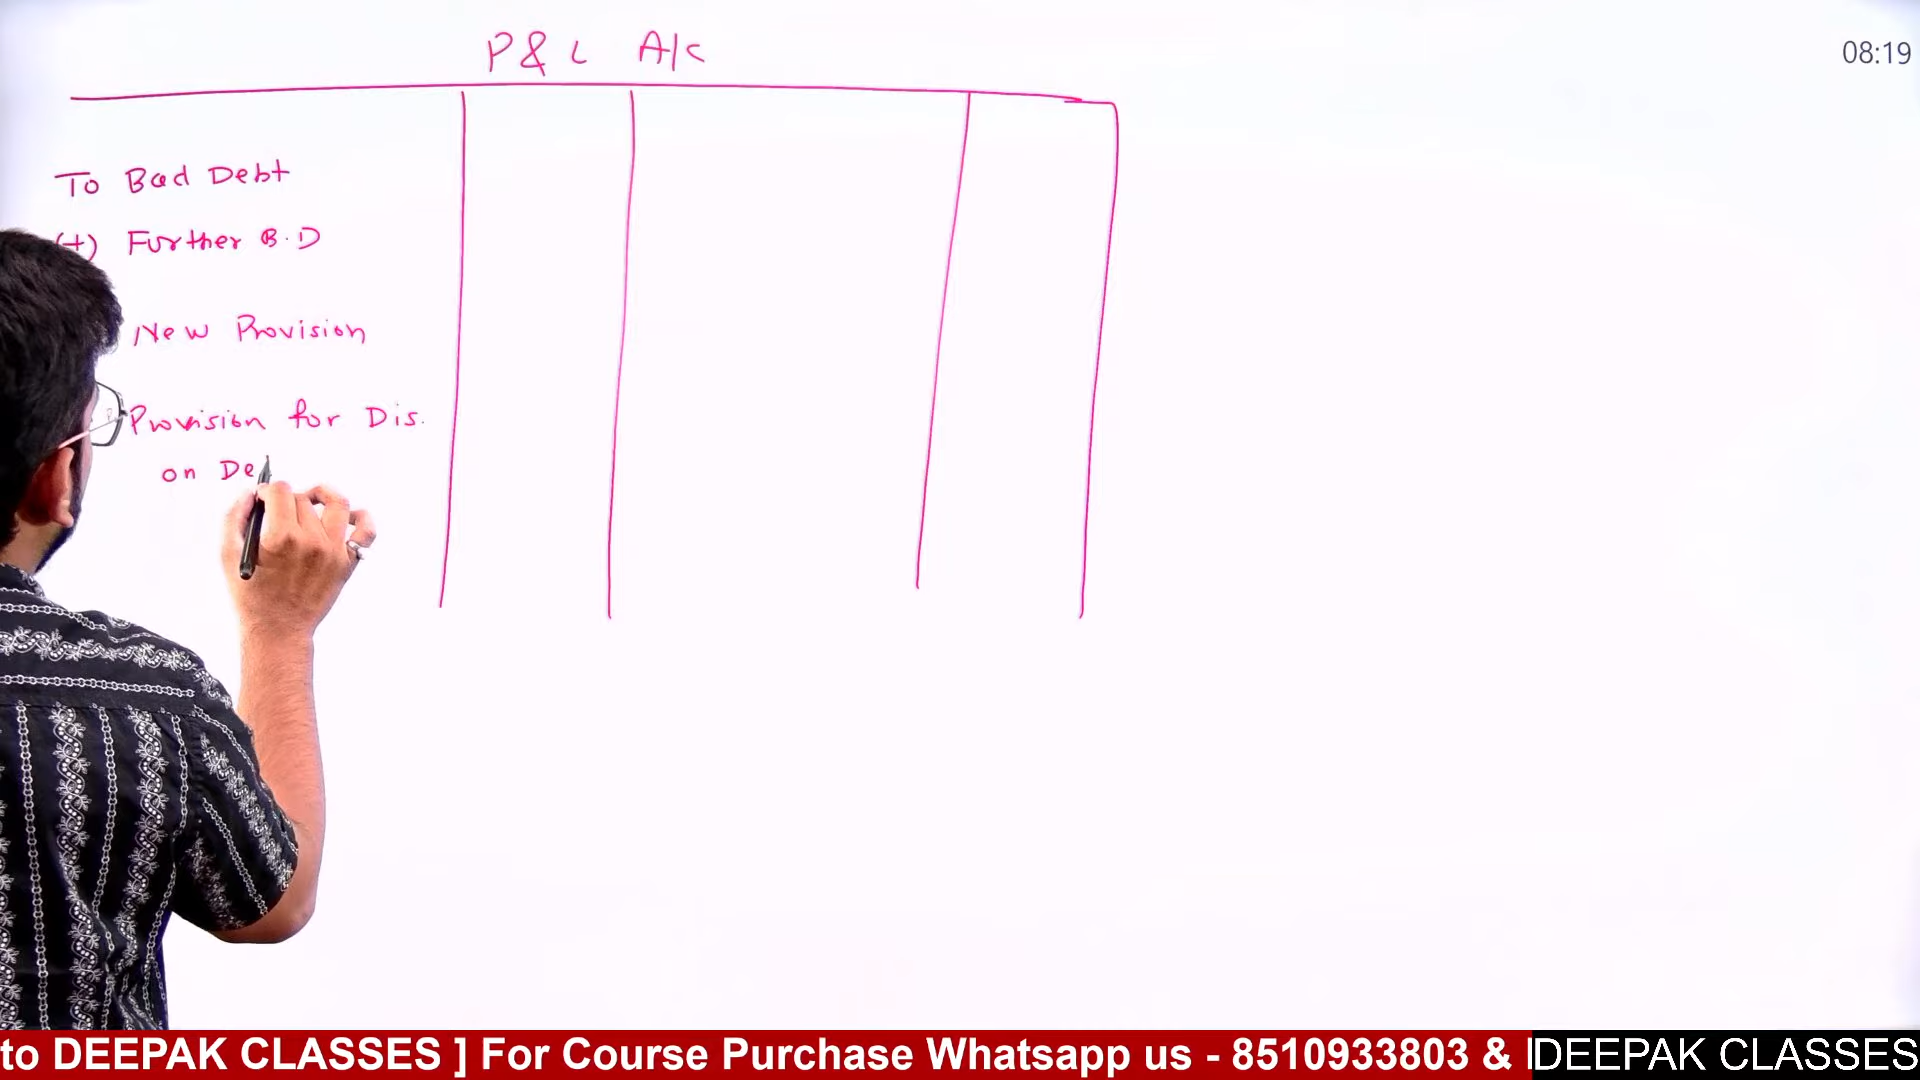 P & L A/c
08:19
To Bad Debt
(+) Further B.D
New Provision
Provision for Dis.
on De
to DEEPAK CLASSES ] For Course Purchase Whatsapp us - 8510933803 &
DEEPAK CLASSES